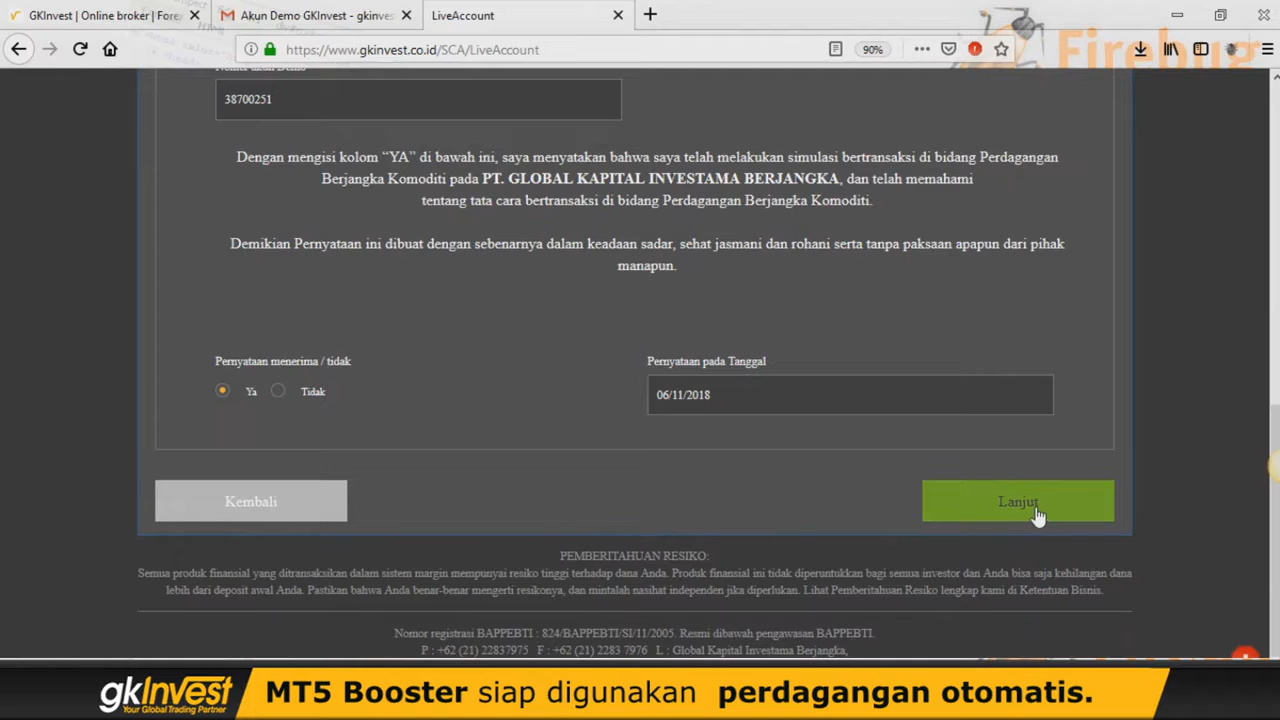 GKInvest | Online broker | Forex
Akun Demo GKInvest - gkinves
LiveAccount
https://www.gkinvest.co.id/SCA/LiveAccount
90%
Firebug
Nomer akun Demo
38700251
Dengan mengisi kolom “YA” di bawah ini, saya menyatakan bahwa saya telah melakukan simulasi bertransaksi di bidang Perdagangan
Berjangka Komoditi pada PT. GLOBAL KAPITAL INVESTAMA BERJANGKA, dan telah memahami
tentang tata cara bertransaksi di bidang Perdagangan Berjangka Komoditi.
Demikian Pernyataan ini dibuat dengan sebenarnya dalam keadaan sadar, sehat jasmani dan rohani serta tanpa paksaan apapun dari pihak
manapun.
Pernyataan menerima / tidak
Pernyataan pada Tanggal
Ya
Tidak
06/11/2018
Kembali
Lanjut
PEMBERITAHUAN RESIKO:
Semua produk finansial yang ditransaksikan dalam sistem margin mempunyai resiko tinggi terhadap dana Anda. Produk finansial ini tidak diperuntukkan bagi semua investor dan Anda bisa saja kehilangan dana
lebih dari deposit awal Anda. Pastikan bahwa Anda benar-benar mengerti resikonya, dan mintalah nasihat independen jika diperlukan. Lihat Pemberitahuan Resiko lengkap kami di Ketentuan Bisnis.
Nomor registrasi BAPPEBTI : 824/BAPPEBTI/SI/11/2005. Resmi dibawah pengawasan BAPPEBTI.
P : +62 (21) 22837975 F : +62 (21) 2283 7976 L : Global Kapital Investama Berjangka,
gkInvest
Your Global Trading Partner
MT5 Booster siap digunakan perdagangan otomatis.